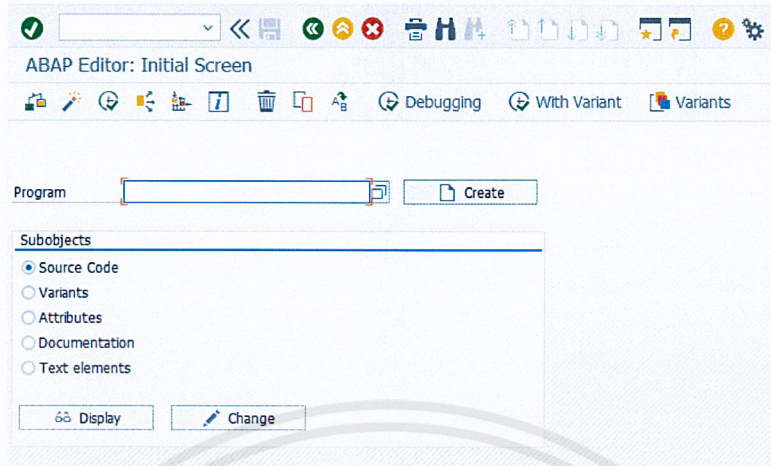 ABAP Editor: Initial Screen
Debugging With Variant Variants
Program Create
Subobjects
Source Code
Variants
Attributes
Documentation
Text elements
Display Change